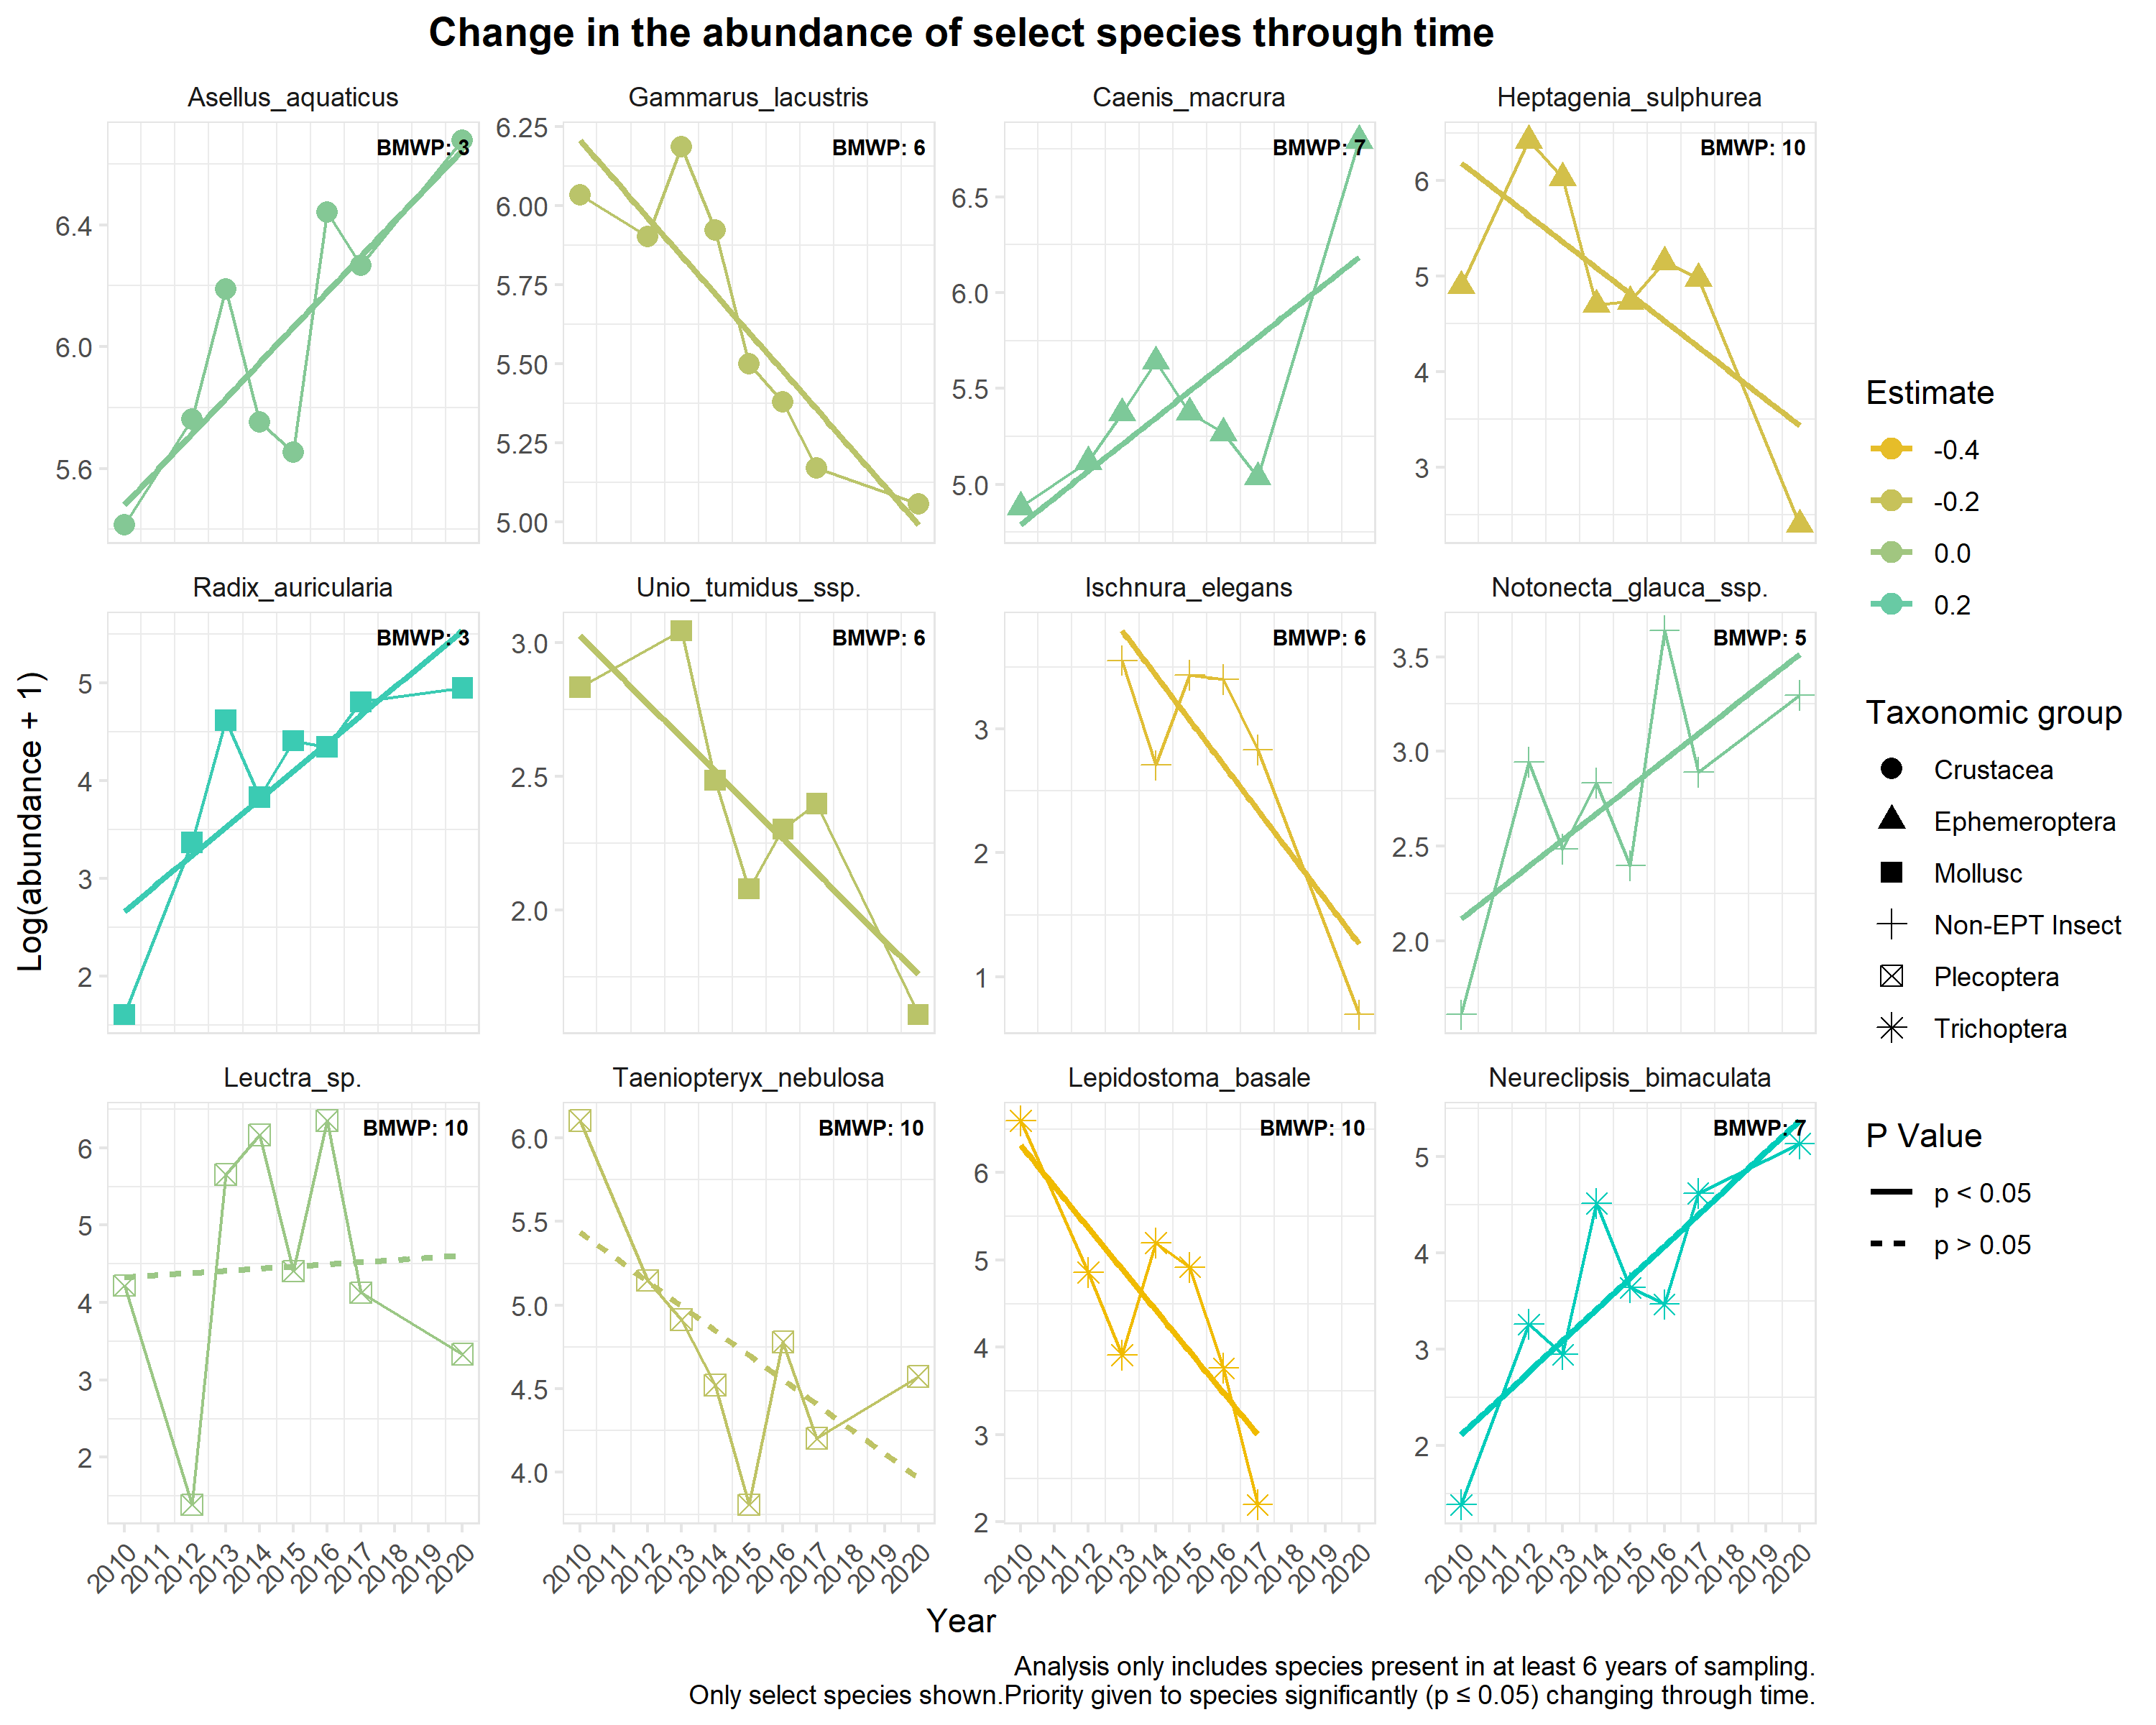 Change in the abundance of select species through time
Asellus_aquaticus
Gammarus_lacustris
Caenis_macrura
Heptagenia_sulphurea
BMWP: 3
BMWP: 6
BMWP: 7
BMWP: 10
6.4
6.0
5.6
6.25
6.00
5.75
5.50
5.25
5.00
6.5
6.0
5.5
5.0
6
5
4
3
Radix_auricularia
Unio_tumidus_ssp.
Ischnura_elegans
Notonecta_glauca_ssp.
BMWP: 3
BMWP: 6
BMWP: 6
BMWP: 5
5
4
3
2
3.0
2.5
2.0
3
2
1
3.5
3.0
2.5
2.0
Leuctra_sp.
Taeniopteryx_nebulosa
Lepidostoma_basale
Neureclipsis_bimaculata
BMWP: 10
BMWP: 10
BMWP: 10
BMWP: 7
6
5
4
3
2
6.0
5.5
5.0
4.5
4.0
6
5
4
3
2
5
4
3
2
2010 2011 2012 2013 2014 2015 2016 2017 2018 2019 2020
2010 2011 2012 2013 2014 2015 2016 2017 2018 2019 2020
2010 2011 2012 2013 2014 2015 2016 2017 2018 2019 2020
2010 2011 2012 2013 2014 2015 2016 2017 2018 2019 2020
Log(abundance + 1)
Year
Estimate
-0.4
-0.2
0.0
0.2
Taxonomic group
Crustacea
Ephemeroptera
Mollusc
Non-EPT Insect
Plecoptera
Trichoptera
P Value
p < 0.05
p > 0.05
Analysis only includes species present in at least 6 years of sampling.
Only select species shown.Priority given to species significantly (p ≤ 0.05) changing through time.